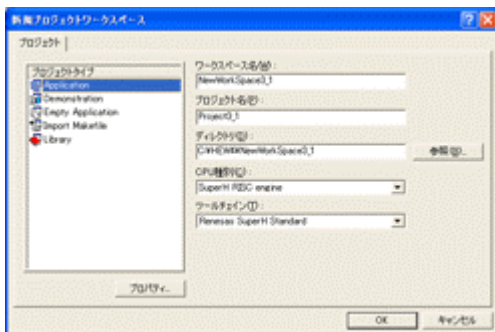 新規プロジェクトワークスペース
プロジェクト
プロジェクトタイプ
Application
Demonstration
Empty Application
Import Makefile
Library
プロパティ...
ワークスペース名(W) :
NewWorkSpace3_1
プロジェクト名(P) :
Project3_1
ディレクトリ(D) :
C:¥HEW4¥NewWorkSpace3_1
参照(B)...
CPU種別(C) :
SuperH RISC engine
ツールチェイン(T) :
Renesas SuperH Standard
OK
キャンセル